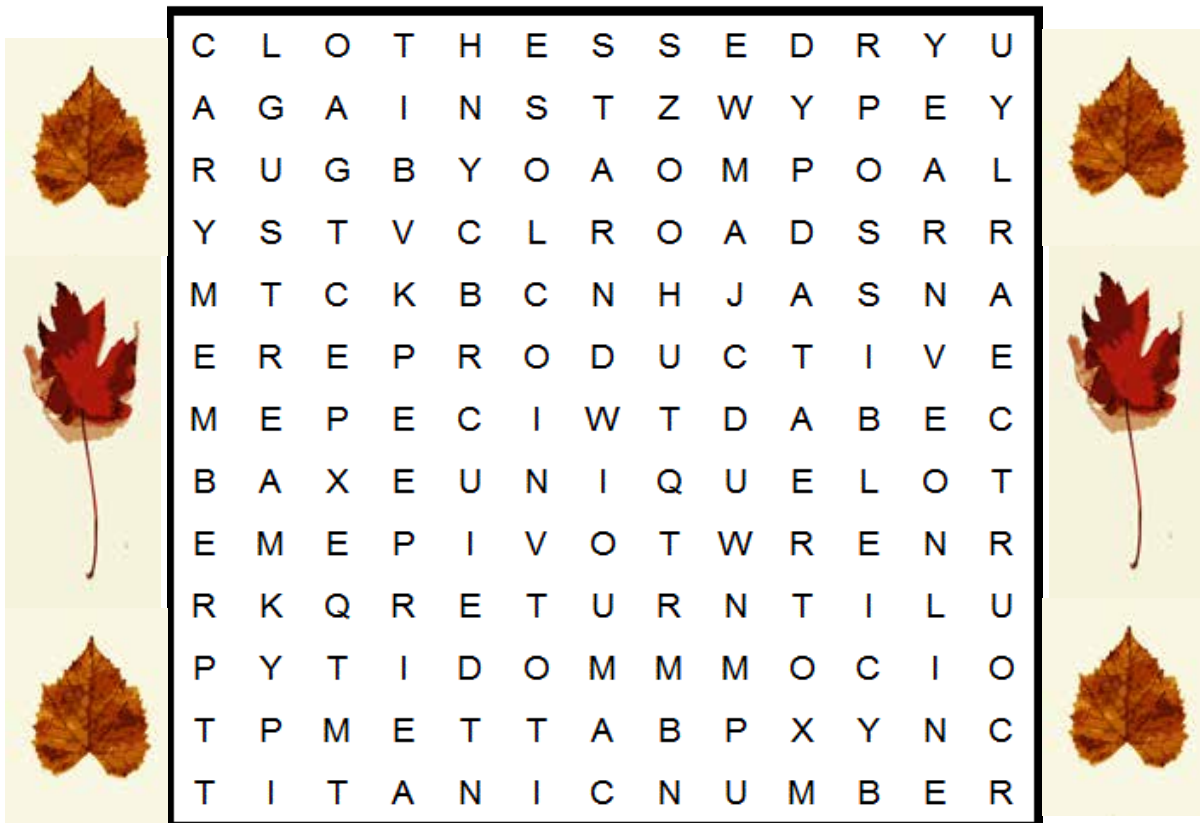 C L O T H E S S E D R Y U
A G A I N S T Z W Y P E Y
R U G B Y O A O M P O A L
Y S T V C L R O A D S R R
M T C K B C N H J A S N A
E R E P R O D U C T I V E
M E P E C I W T D A B E C
B A X E U N I Q U E L O T
E M E P I V O T W R E N R
R K Q R E T U R N T I L U
P Y T I D O M M M O C I O
T P M E T T A B P X Y N C
T I T A N I C N U M B E R